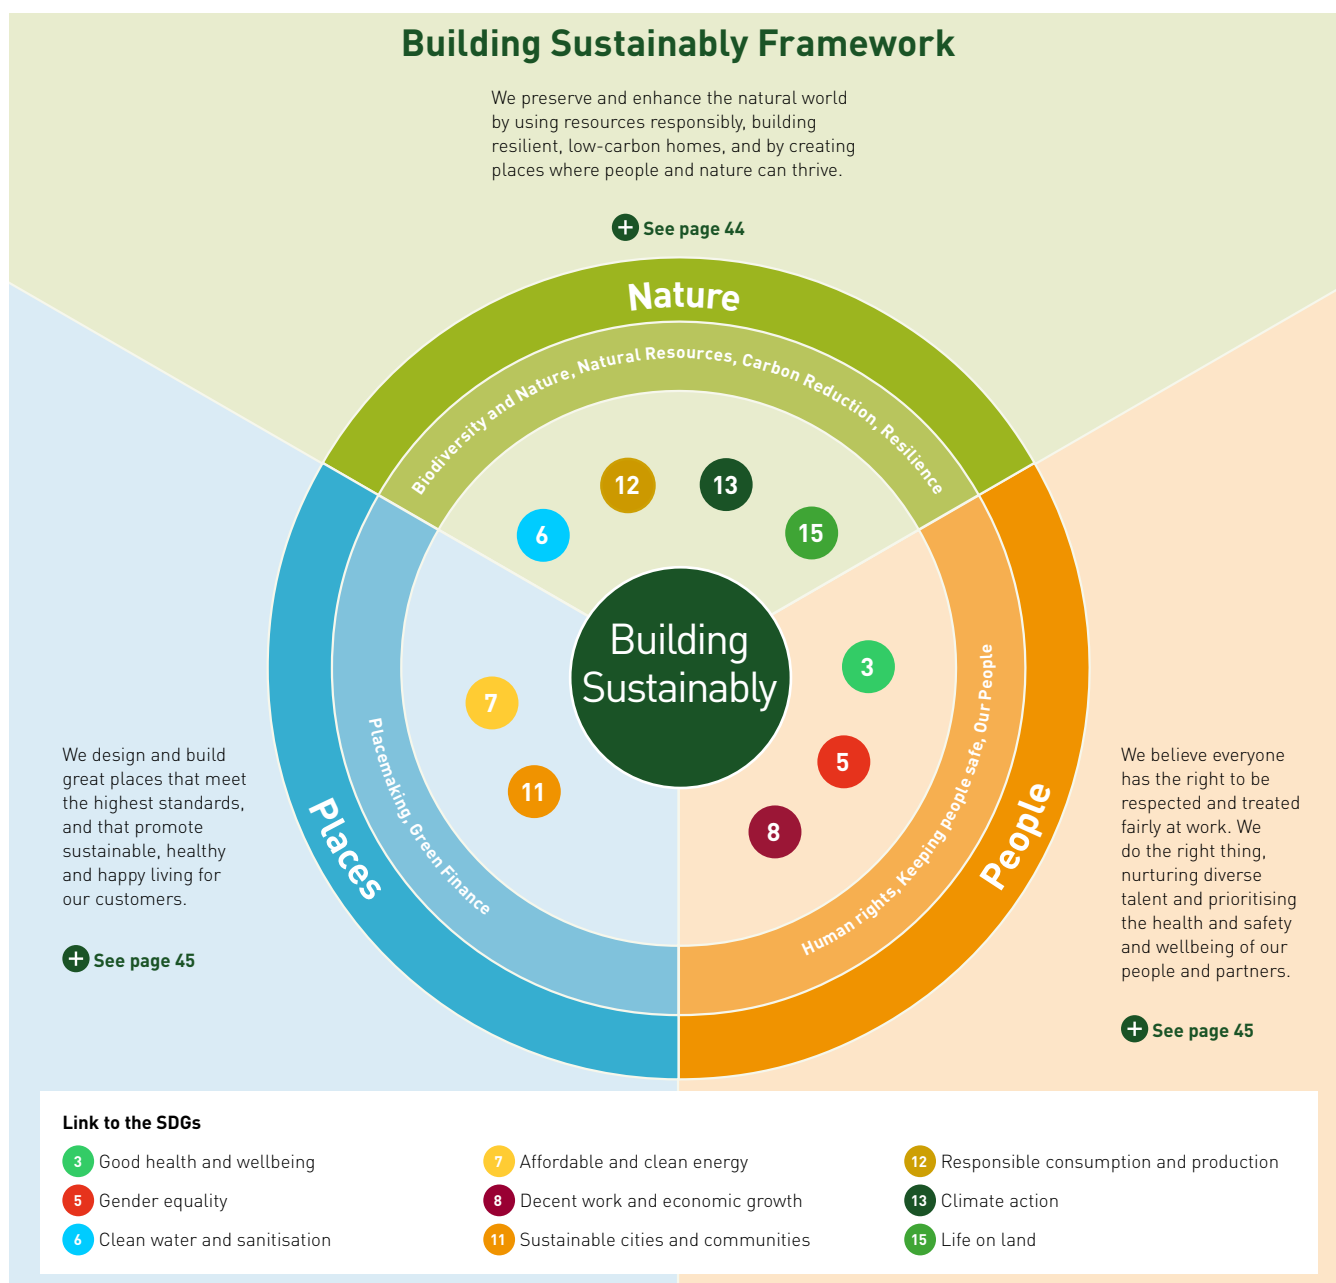 Building Sustainably Framework
We preserve and enhance the natural world
by using resources responsibly, building
resilient, low-carbon homes, and by creating
places where people and nature can thrive.
+ See page 44
Nature
Biodiversity and Nature, Natural Resources, Carbon Reduction, Resilience
12
13
6
15
Building
Sustainably
3
7
5
11
8
Placemaking, Green Finance
Places
Human rights, Keeping people safe, Our People
People
We design and build
great places that meet
the highest standards,
and that promote
sustainable, healthy
and happy living for
our customers.
+ See page 45
We believe everyone
has the right to be
respected and treated
fairly at work. We
do the right thing,
nurturing diverse
talent and prioritising
the health and safety
and wellbeing of our
people and partners.
+ See page 45
Link to the SDGs
3 Good health and wellbeing
5 Gender equality
6 Clean water and sanitisation
7 Affordable and clean energy
8 Decent work and economic growth
11 Sustainable cities and communities
12 Responsible consumption and production
13 Climate action
15 Life on land